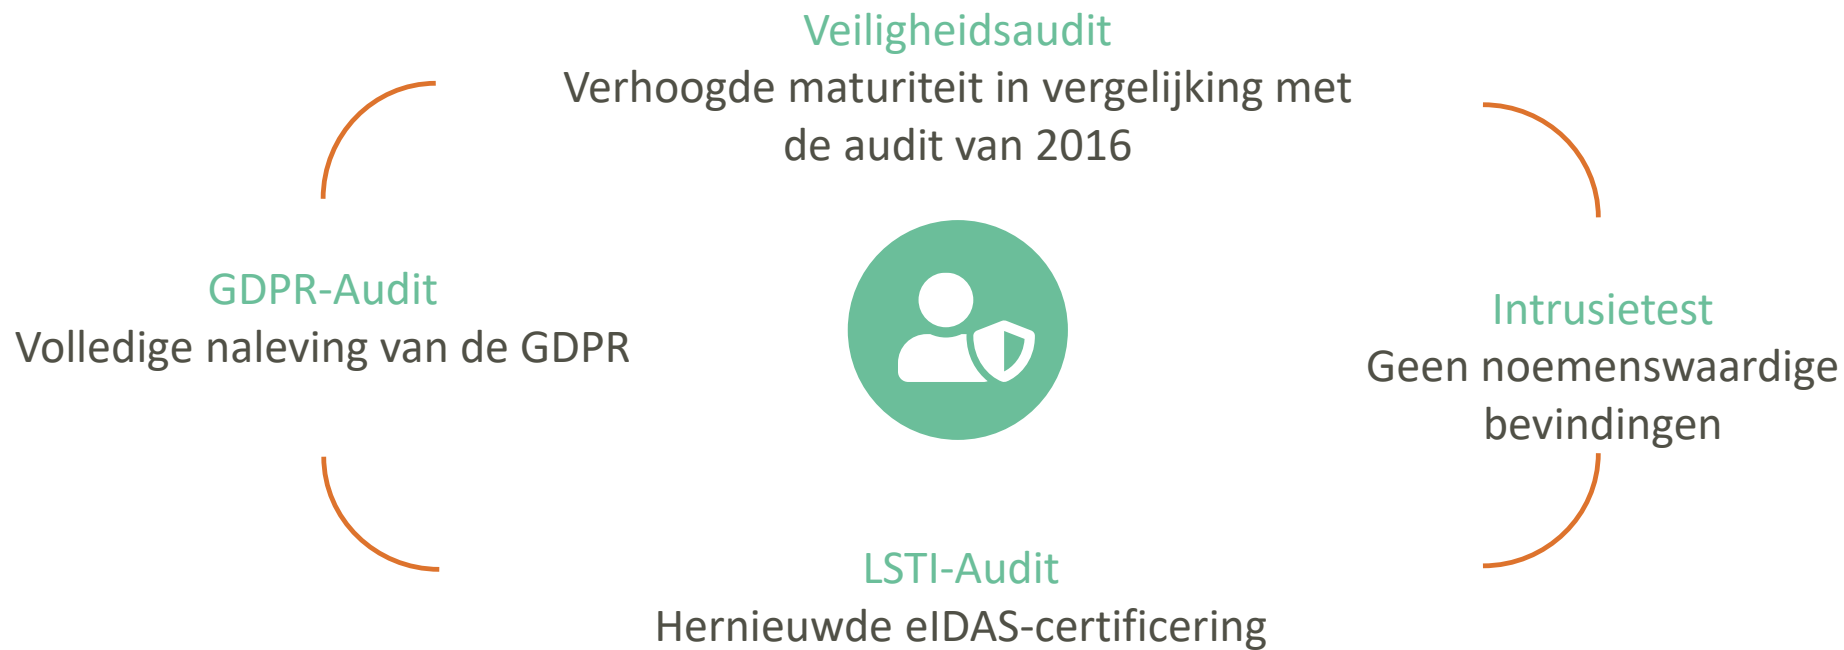 Veiligheidsaudit
Verhoogde maturiteit in vergelijking met
de audit van 2016
GDPR-Audit
Volledige naleving van de GDPR
Intrusietest
Geen noemenswaardige
bevindingen
LSTI-Audit
Hernieuwde eIDAS-certificering